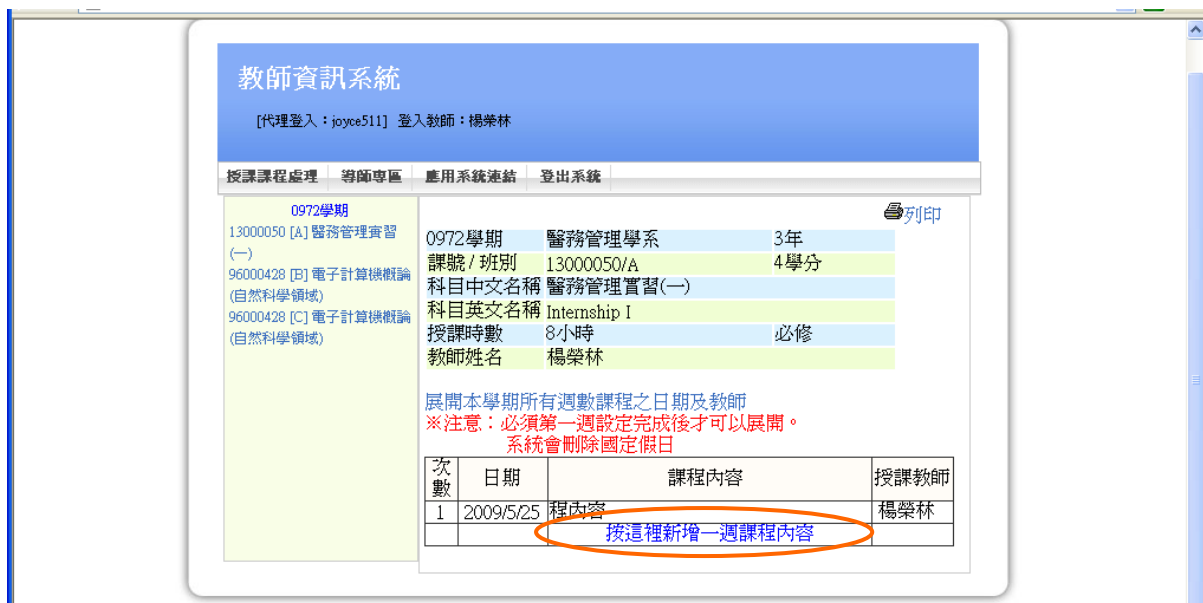 教師資訊系統
[代理登入：joyce511] 登入教師：楊榮林
授課課程處理 導師專區 應用系統連結 登出系統
0972學期
13000050 [A] 醫務管理實習
(一)
96000428 [B] 電子計算機概論
(自然科學領域)
96000428 [C] 電子計算機概論
(自然科學領域)
列印
0972學期 醫務管理學系 3年
課號 / 班別 13000050/A 4學分
科目中文名稱 醫務管理實習(一)
科目英文名稱 Internship I
授課時數 8小時 必修
教師姓名 楊榮林
展開本學期所有週數課程之日期及教師
※注意：必須第一週設定完成後才可以展開。
系統會刪除國定假日
次數 日期 課程內容 授課教師
1 2009/5/25 程內容 楊榮林
按這裡新增一週課程內容